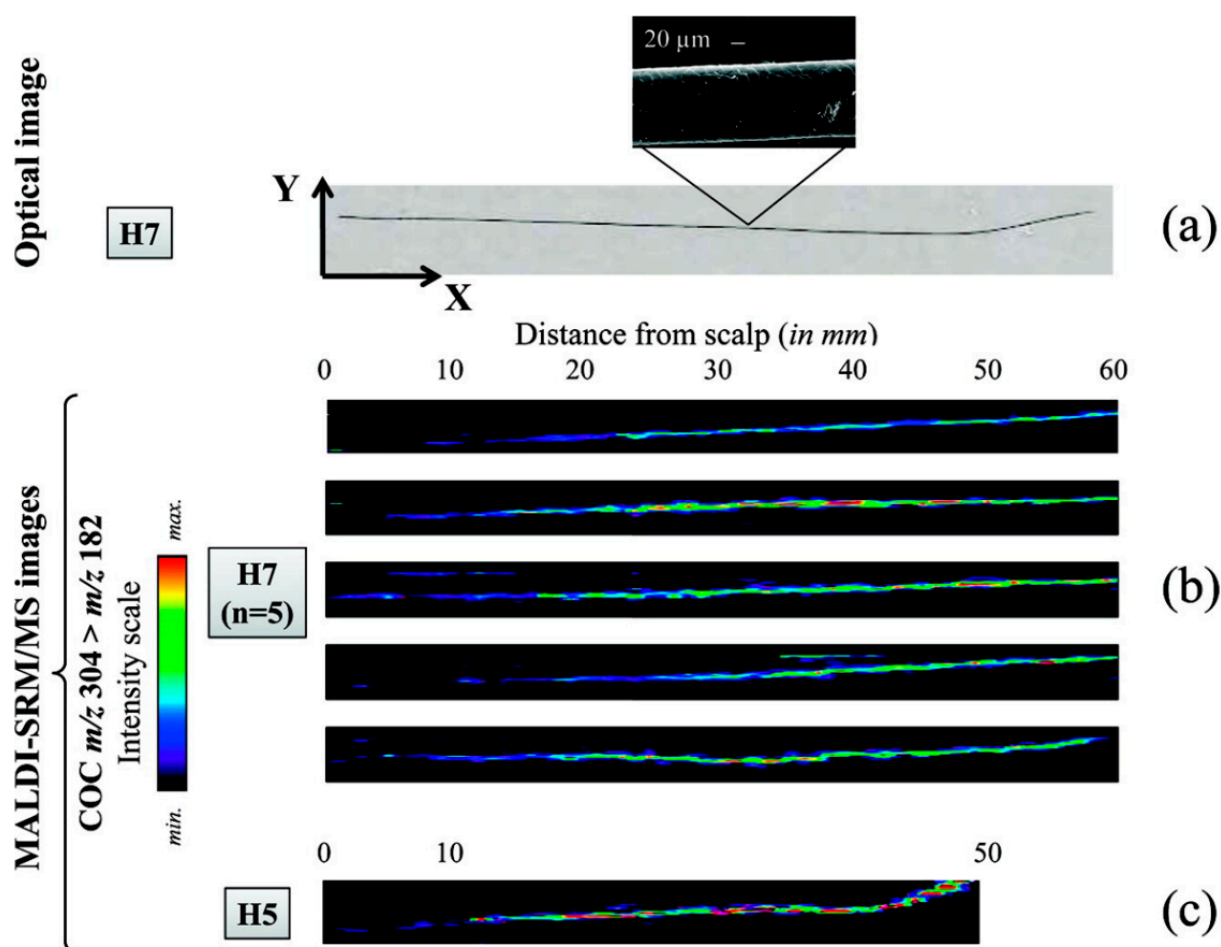 Optical image
H7
Y
X
20 µm
(a)
Distance from scalp (in mm)
0 10 20 30 40 50 60
MALDI-SRM/MS images
COC m/z 304 > m/z 182
Intensity scale
max.
min.
H7
(n=5)
(b)
0 10 50
H5
(c)